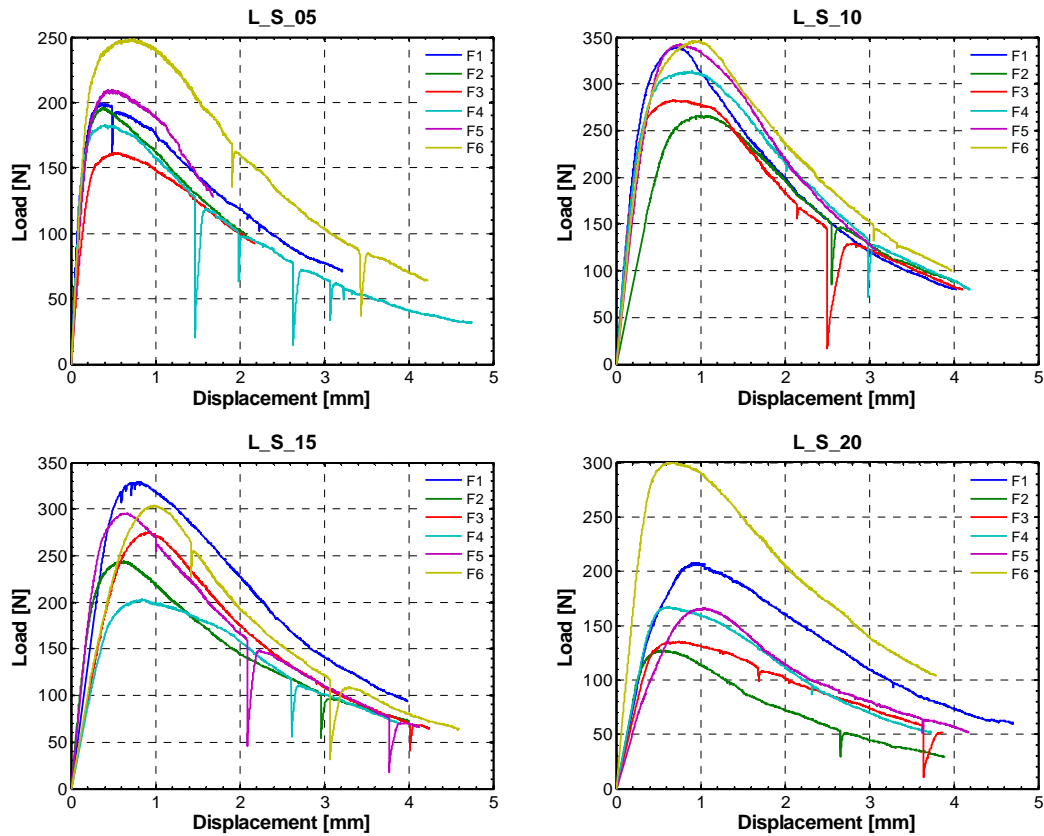 L_S_05
250
200
150
100
50
0
Load [N]
0 1 2 3 4 5
Displacement [mm]
F1
F2
F3
F4
F5
F6
L_S_10
350
300
250
200
150
100
50
0
Load [N]
0 1 2 3 4 5
Displacement [mm]
F1
F2
F3
F4
F5
F6
L_S_15
350
300
250
200
150
100
50
0
Load [N]
0 1 2 3 4 5
Displacement [mm]
F1
F2
F3
F4
F5
F6
L_S_20
300
250
200
150
100
50
0
Load [N]
0 1 2 3 4 5
Displacement [mm]
F1
F2
F3
F4
F5
F6